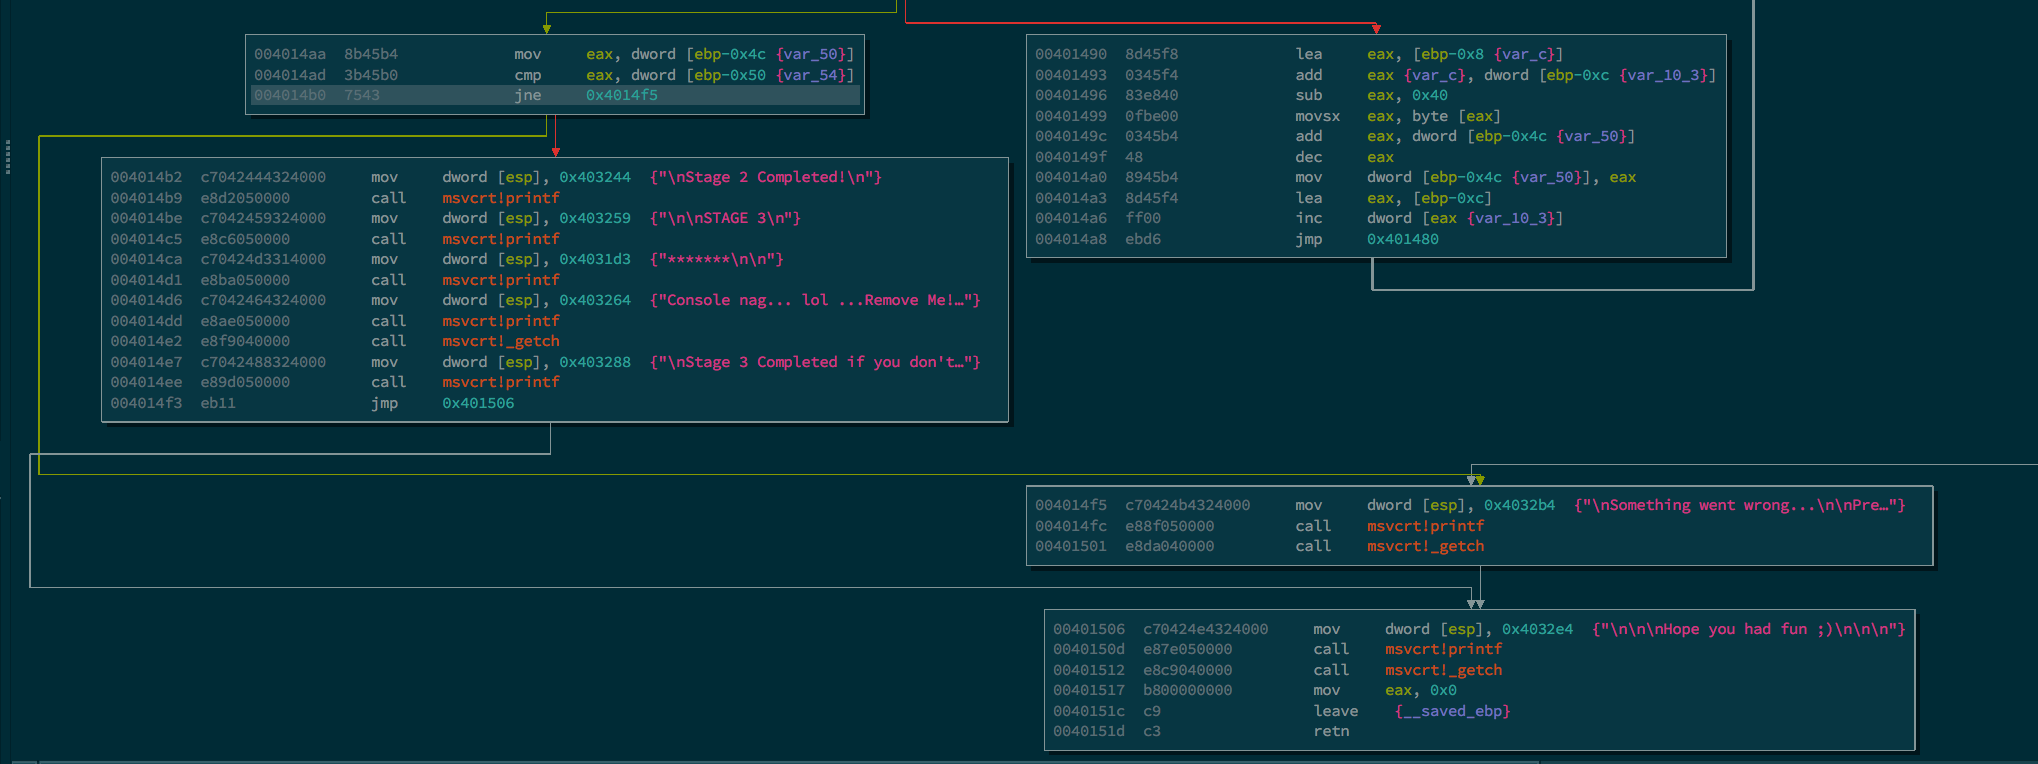 004014aa  8b45b4  mov  eax, dword [ebp-0x4c {var_50}]
004014ad  3b45b0  cmp  eax, dword [ebp-0x50 {var_54}]
004014b0  7543  jne  0x4014f5
00401490  8d45f8  lea  eax, [ebp-0x8 {var_c}]
00401493  0345f4  add  eax {var_c}, dword [ebp-0xc {var_10_3}]
00401496  83e840  sub  eax, 0x40
00401499  0fbe00  movsx  eax, byte [eax]
0040149c  0345b4  add  eax, dword [ebp-0x4c {var_50}]
0040149f  48  dec  eax
004014a0  8945b4  mov  dword [ebp-0x4c {var_50}], eax
004014a3  8d45f4  lea  eax, [ebp-0xc]
004014a6  ff00  inc  dword [eax {var_10_3}]
004014a8  ebd6  jmp  0x401480
004014b2  c7042444324000  mov  dword [esp], 0x403244  {"\nStage 2 Completed!\n"}
004014b9  e8d2050000  call  msvcrt!printf
004014be  c7042459324000  mov  dword [esp], 0x403259  {"\n\nSTAGE 3\n"}
004014c5  e8c6050000  call  msvcrt!printf
004014ca  c70424d3314000  mov  dword [esp], 0x4031d3  {"*******\n\n"}
004014d1  e8ba050000  call  msvcrt!printf
004014d6  c7042464324000  mov  dword [esp], 0x403264  {"Console nag... lol ...Remove Me!…"}
004014dd  e8ae050000  call  msvcrt!printf
004014e2  e8f9040000  call  msvcrt!_getch
004014e7  c7042488324000  mov  dword [esp], 0x403288  {"\nStage 3 Completed if you don't…"}
004014ee  e89d050000  call  msvcrt!printf
004014f3  eb11  jmp  0x401506
004014f5  c70424b4324000  mov  dword [esp], 0x4032b4  {"\nSomething went wrong...\n\nPre…"}
004014fc  e88f050000  call  msvcrt!printf
00401501  e8da040000  call  msvcrt!_getch
00401506  c70424e4324000  mov  dword [esp], 0x4032e4  {"\n\n\nHope you had fun ;)\n\n\n"}
0040150d  e87e050000  call  msvcrt!printf
00401512  e8c9040000  call  msvcrt!_getch
00401517  b800000000  mov  eax, 0x0
0040151c  c9  leave  {__saved_ebp}
0040151d  c3  retn